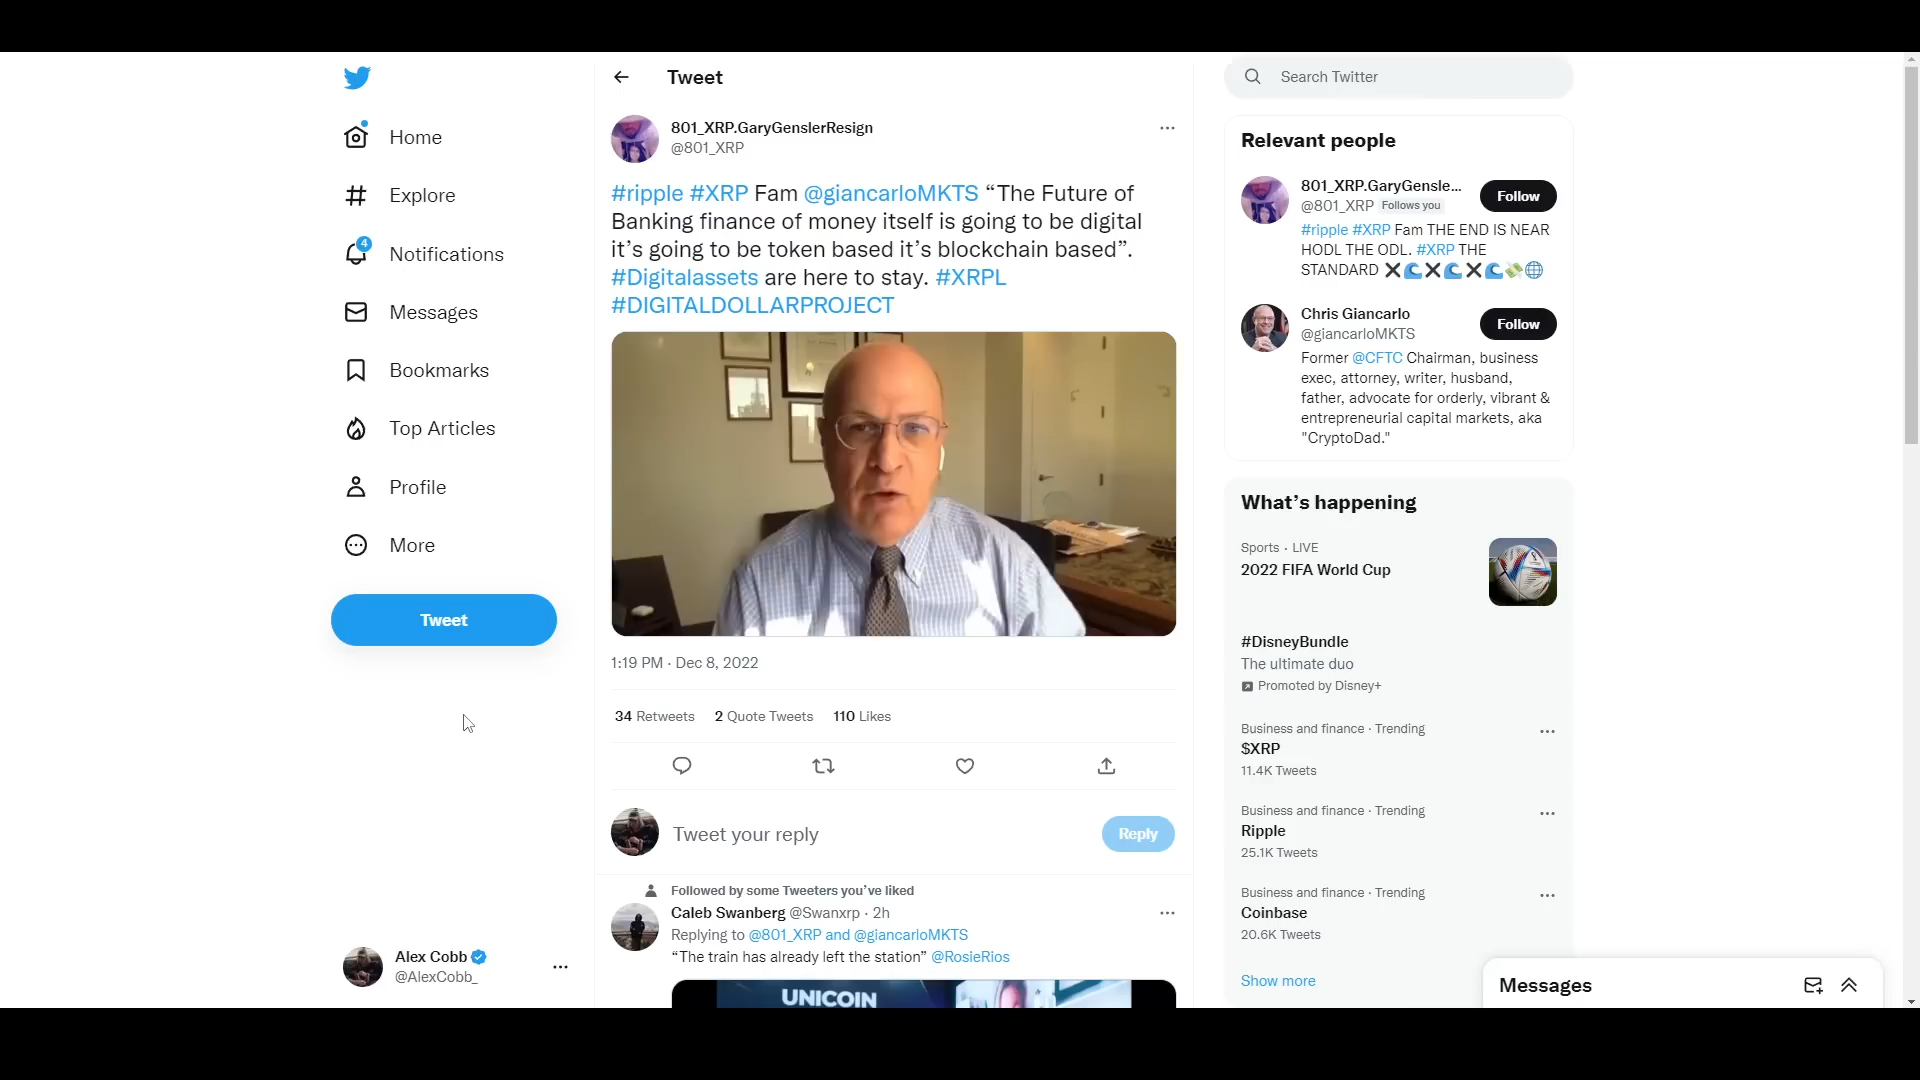 Home
Explore
4
Notifications
Messages
Bookmarks
Top Articles
Profile
More
Tweet
Alex Cobb
@AlexCobb_
Tweet
801_XRP.GaryGenslerResign
@801_XRP
#ripple #XRP Fam @giancarloMKTS “The Future of
Banking finance of money itself is going to be digital
it’s going to be token based it’s blockchain based”.
#Digitalassets are here to stay. #XRPL
#DIGITALDOLLARPROJECT
1:19 PM · Dec 8, 2022
34 Retweets 2 Quote Tweets 110 Likes
Tweet your reply
Reply
Followed by some Tweeters you’ve liked
Caleb Swanberg @Swanxrp · 2h
Replying to @801_XRP and @giancarloMKTS
“The train has already left the station” @RosieRios
UNICOIN
Search Twitter
Relevant people
801_XRP.GaryGensle...
@801_XRP Follows you
Follow
#ripple #XRP Fam THE END IS NEAR
HODL THE ODL. #XRP THE
STANDARD ❌🌊❌🌊❌🌊💸🌐
Chris Giancarlo
@giancarloMKTS
Follow
Former @CFTC Chairman, business
exec, attorney, writer, husband,
father, advocate for orderly, vibrant &
entrepreneurial capital markets, aka
"CryptoDad."
What’s happening
Sports · LIVE
2022 FIFA World Cup
#DisneyBundle
The ultimate duo
Promoted by Disney+
Business and finance · Trending
$XRP
11.4K Tweets
Business and finance · Trending
Ripple
25.1K Tweets
Business and finance · Trending
Coinbase
20.6K Tweets
Show more
Messages